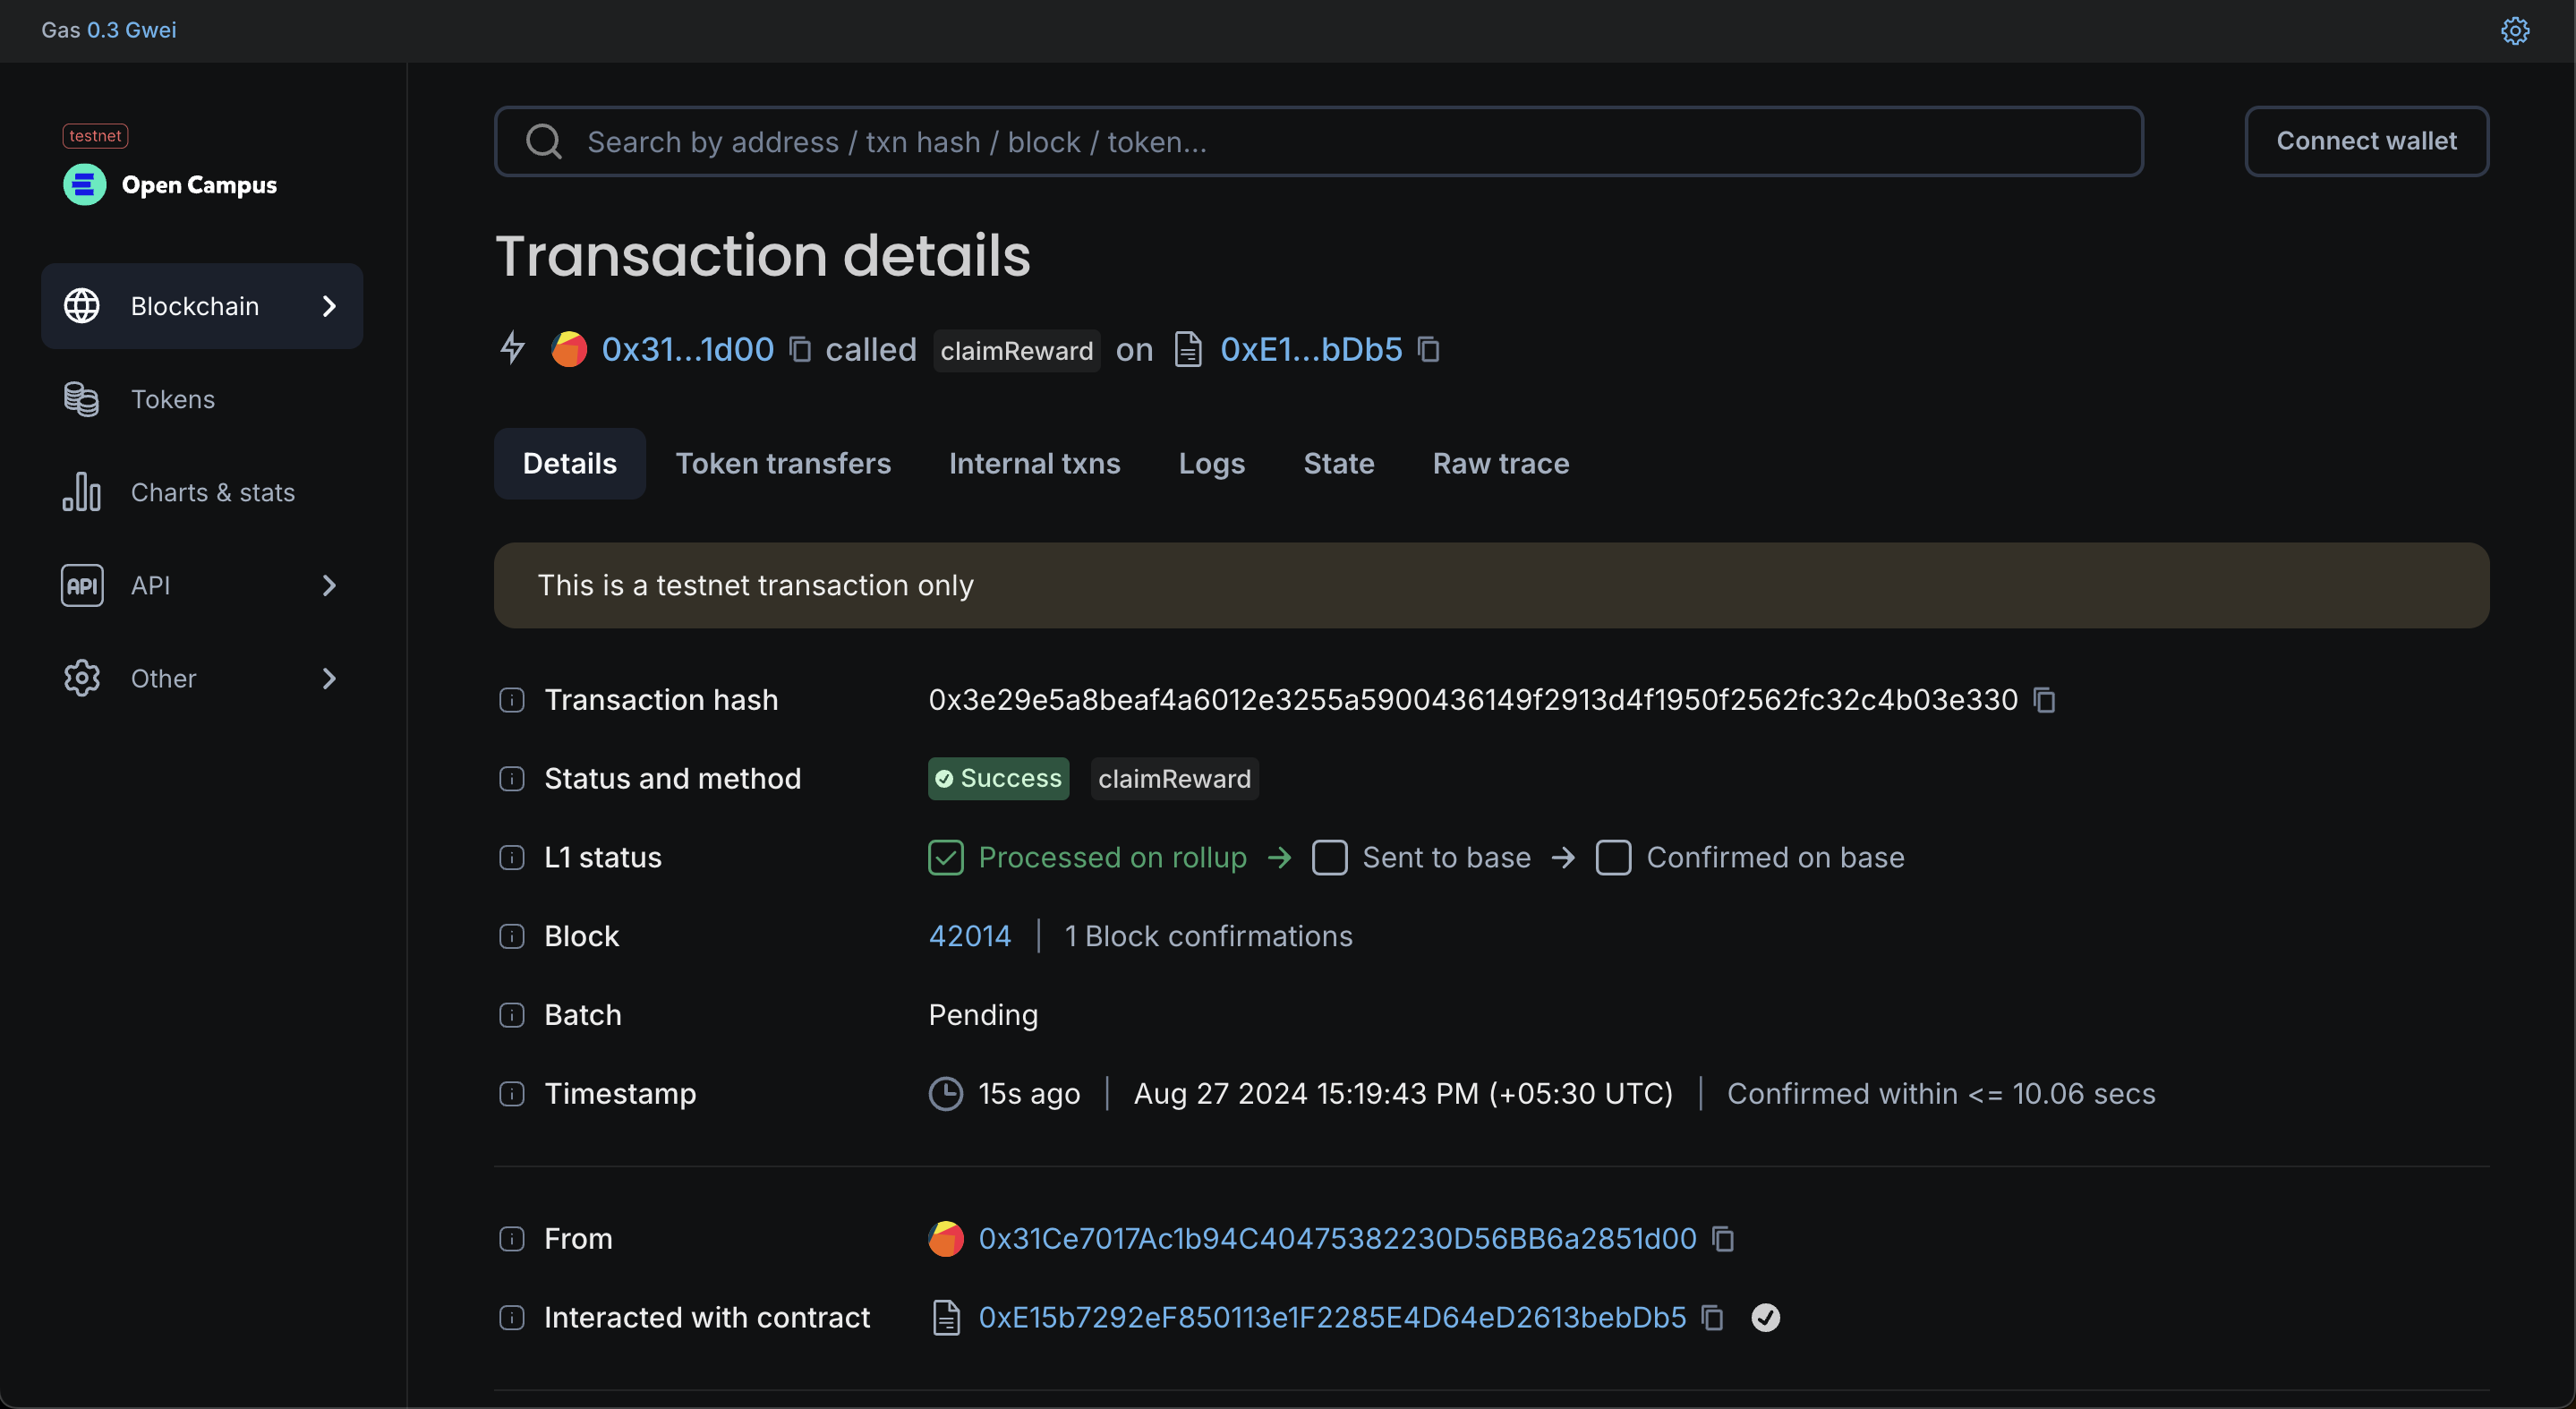 Gas 0.3 Gwei
testnet
Open Campus
Blockchain
Tokens
Charts & stats
API API
Other
Search by address / txn hash / block / token...
Connect wallet
Transaction details
0x31...1d00 called claimReward on 0xE1...bDb5
Details Token transfers Internal txns Logs State Raw trace
This is a testnet transaction only
Transaction hash 0x3e29e5a8beaf4a6012e3255a5900436149f2913d4f1950f2562fc32c4b03e330
Status and method Success claimReward
L1 status Processed on rollup → Sent to base → Confirmed on base
Block 42014 | 1 Block confirmations
Batch Pending
Timestamp 15s ago | Aug 27 2024 15:19:43 PM (+05:30 UTC) | Confirmed within <= 10.06 secs
From 0x31Ce7017Ac1b94C40475382230D56BB6a2851d00
Interacted with contract 0xE15b7292eF850113e1F2285E4D64eD2613bebDb5